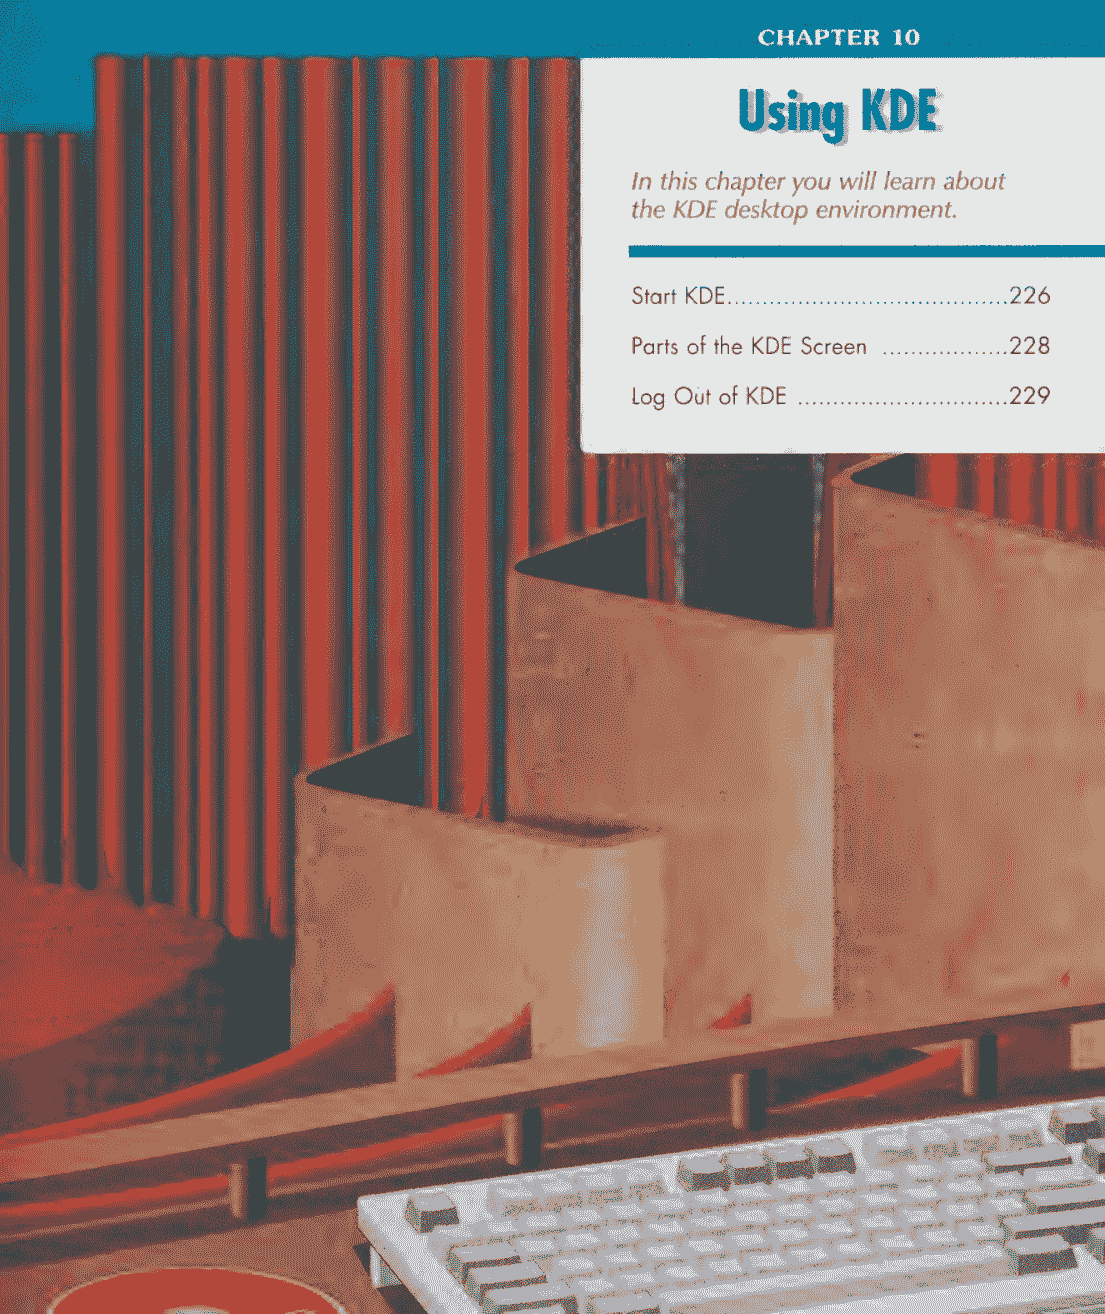 CHAPTER 10
Using KDE
In this chapter you will learn about
the KDE desktop environment.
Start KDE........................................226
Parts of the KDE Screen ..................228
Log Out of KDE ..............................229